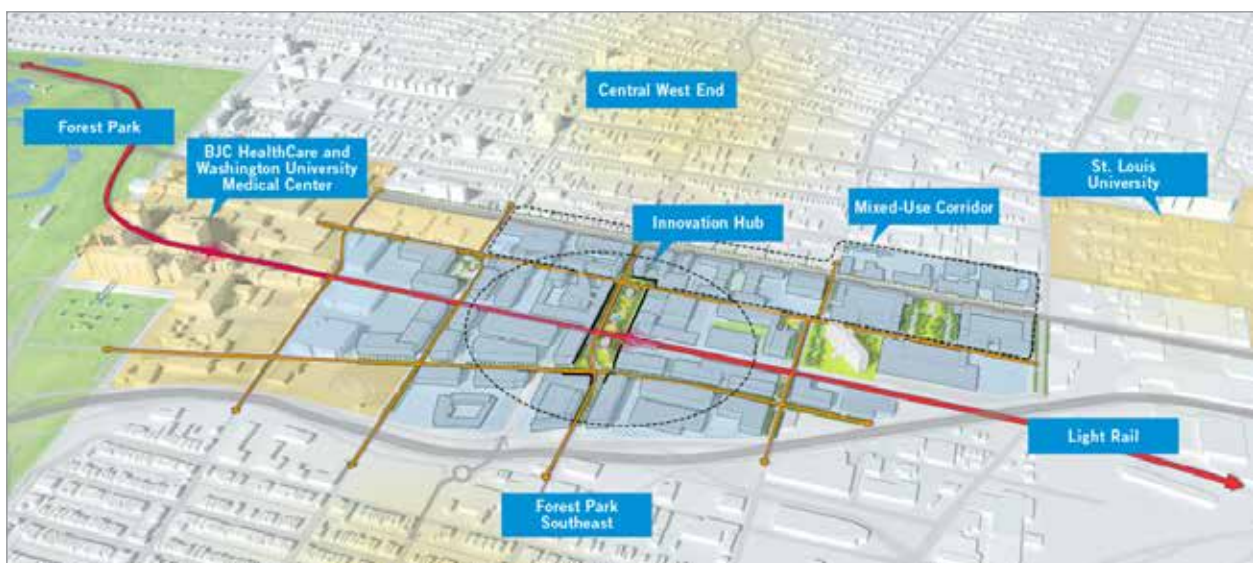 Central West End
Forest Park
BJC HealthCare and
Washington University
Medical Center
St. Louis
University
Mixed-Use Corridor
Innovation Hub
Light Rail
Forest Park
Southeast